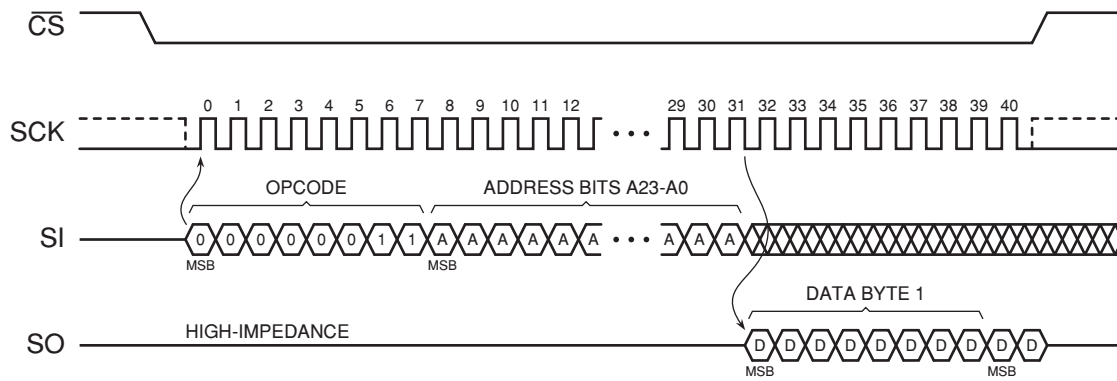 CS
0 1 2 3 4 5 6 7 8 9 10 11 12 29 30 31 32 33 34 35 36 37 38 39 40
SCK
OPCODE ADDRESS BITS A23-A0
SI 0 0 0 0 0 0 1 1 A A A A A A A A A
MSB MSB
DATA BYTE 1
HIGH-IMPEDANCE
SO D D D D D D D D D D
MSB MSB